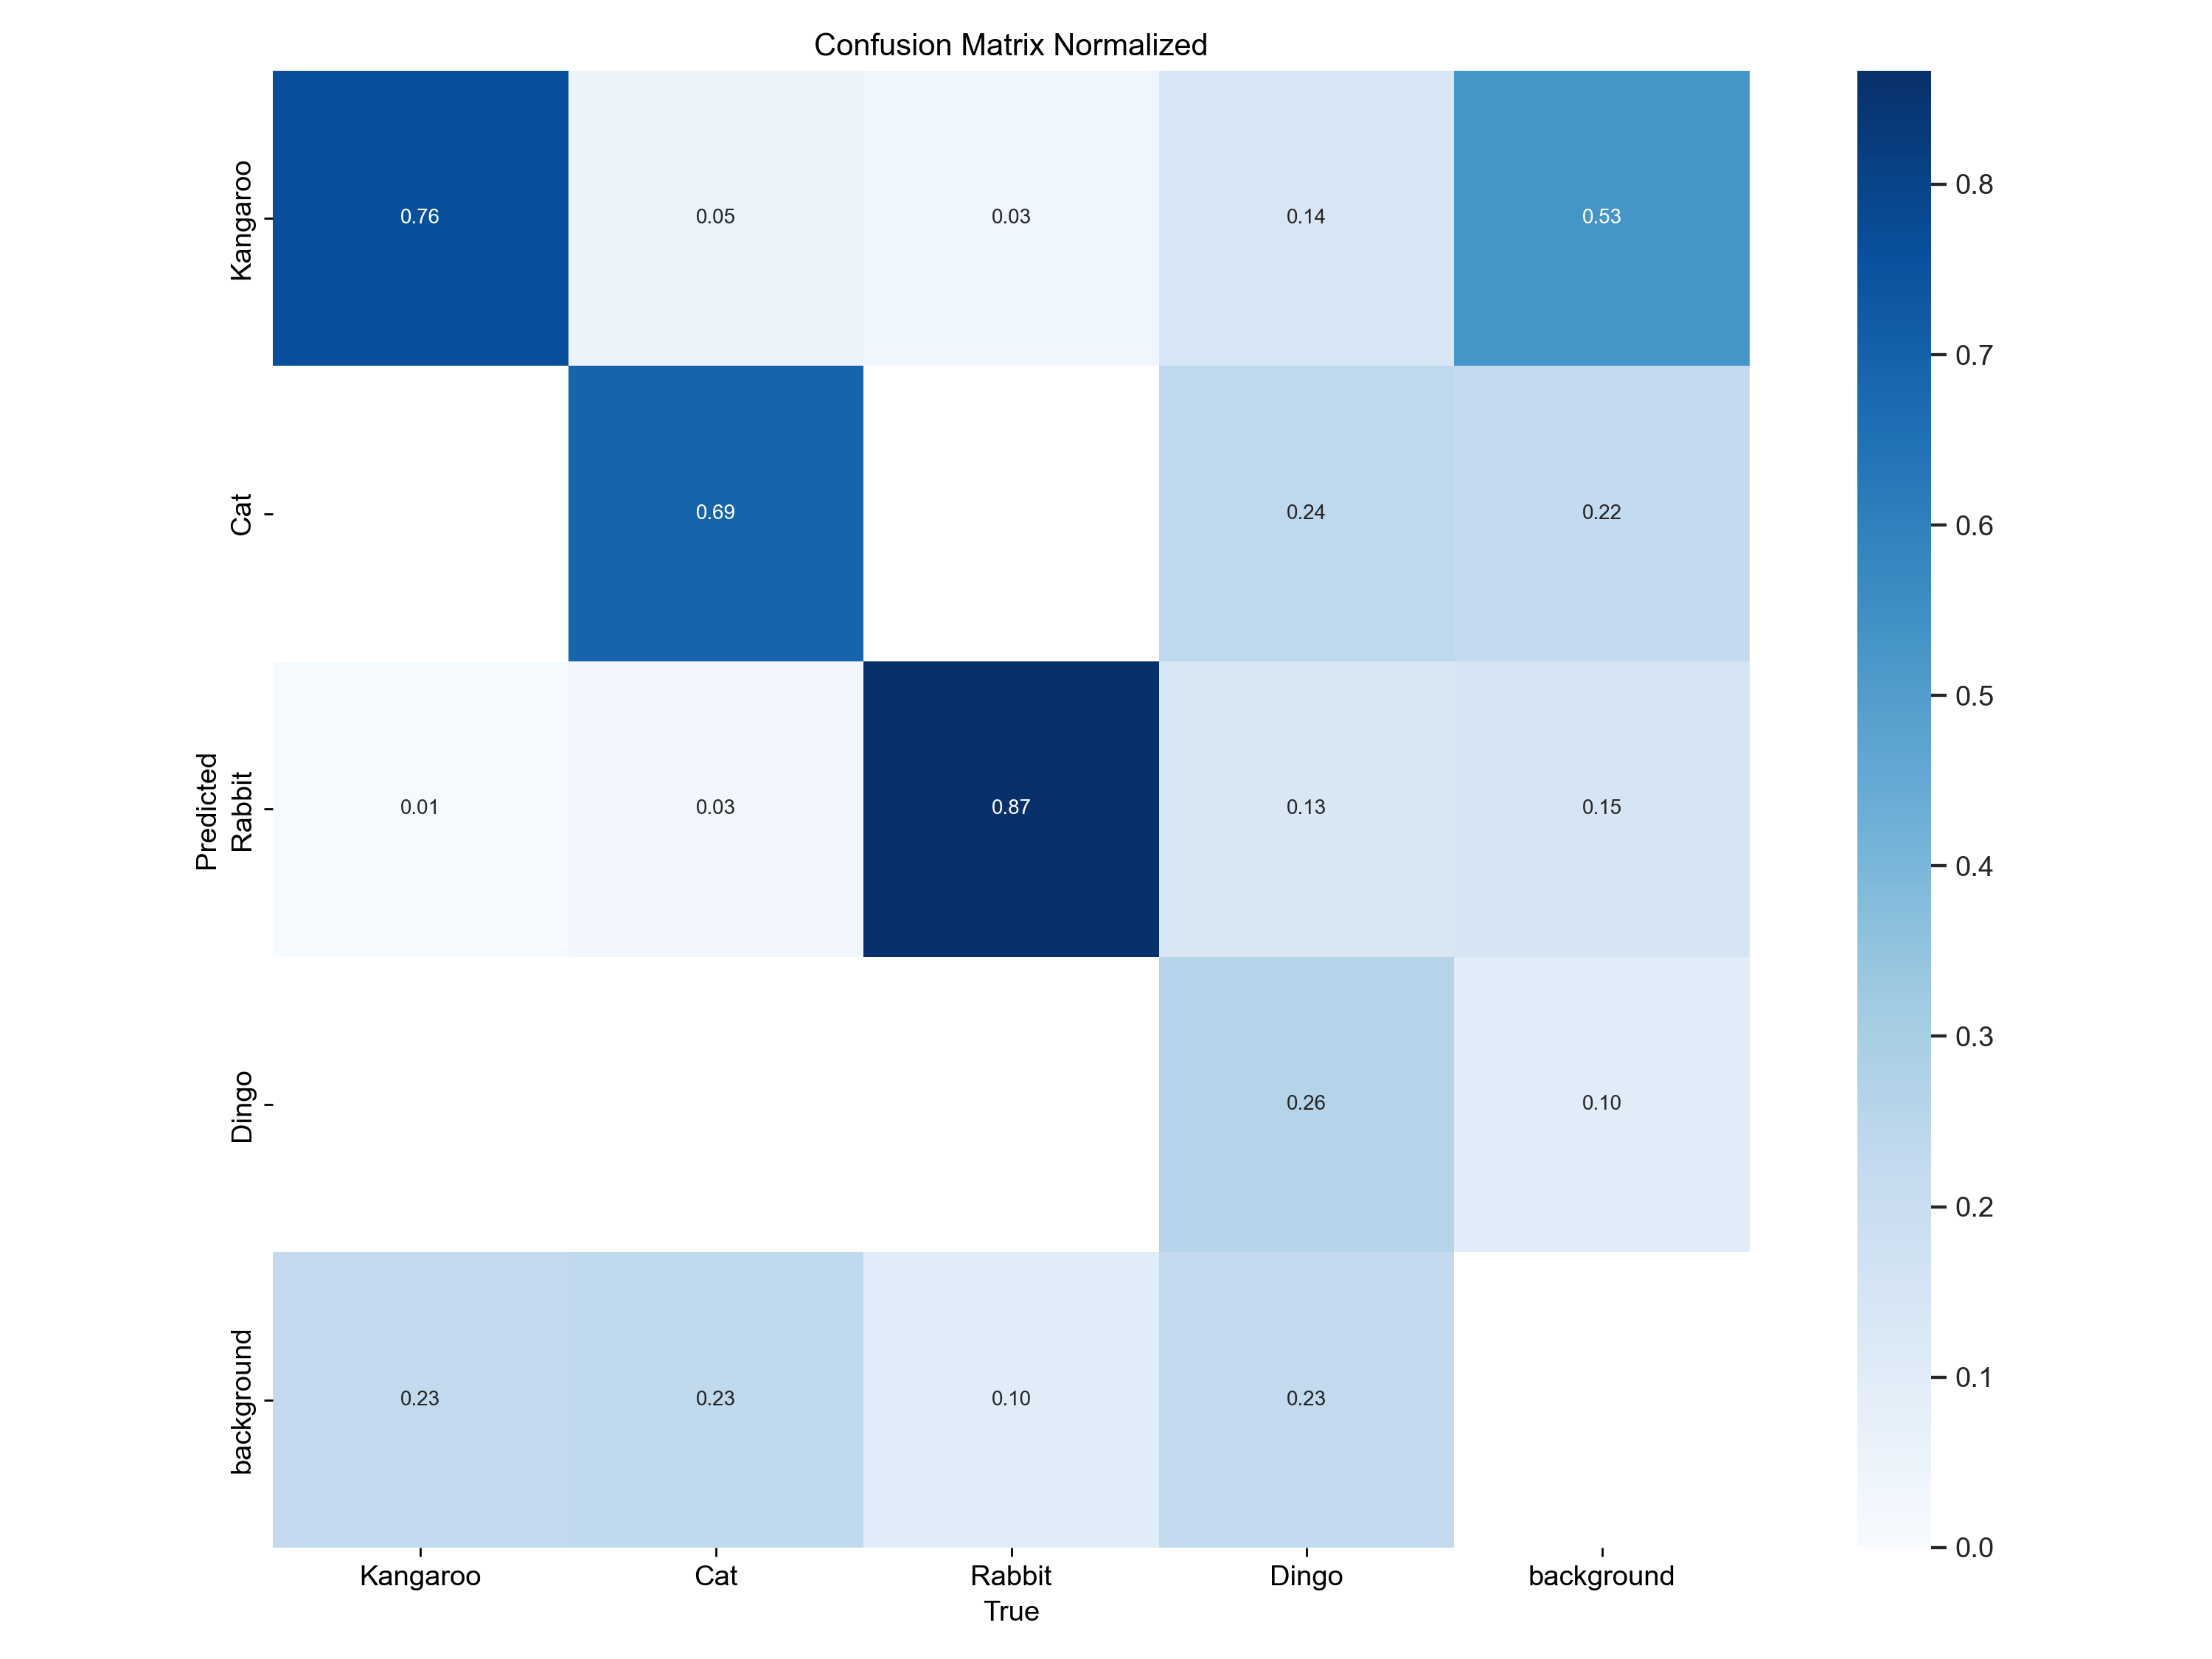 Confusion Matrix Normalized
Predicted
Kangaroo
0.76
0.05
0.03
0.14
0.53
Cat
0.69
0.24
0.22
Rabbit
0.01
0.03
0.87
0.13
0.15
Dingo
0.26
0.10
background
0.23
0.23
0.10
0.23
Kangaroo
Cat
Rabbit
Dingo
background
True
0.8
0.7
0.6
0.5
0.4
0.3
0.2
0.1
0.0